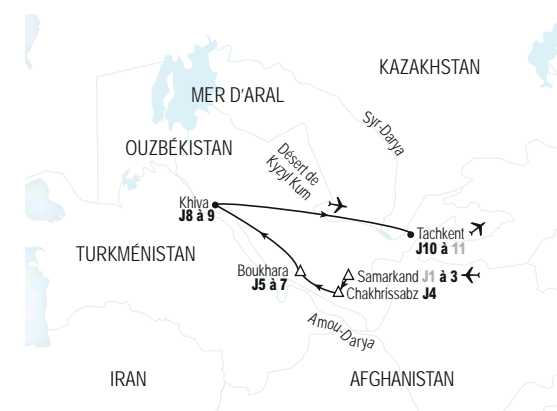 KAZAKHSTAN
MER D'ARAL
Syr-Darya
OUZBÉKISTAN
Désert de
Kyzyl Kum
Khiva
J8 à 9
Tachkent
J10 à 11
TURKMÉNISTAN
Boukhara
J5 à 7
Samarkand J1 à 3
Chakhrissabz J4
Amou-Darya
IRAN
AFGHANISTAN